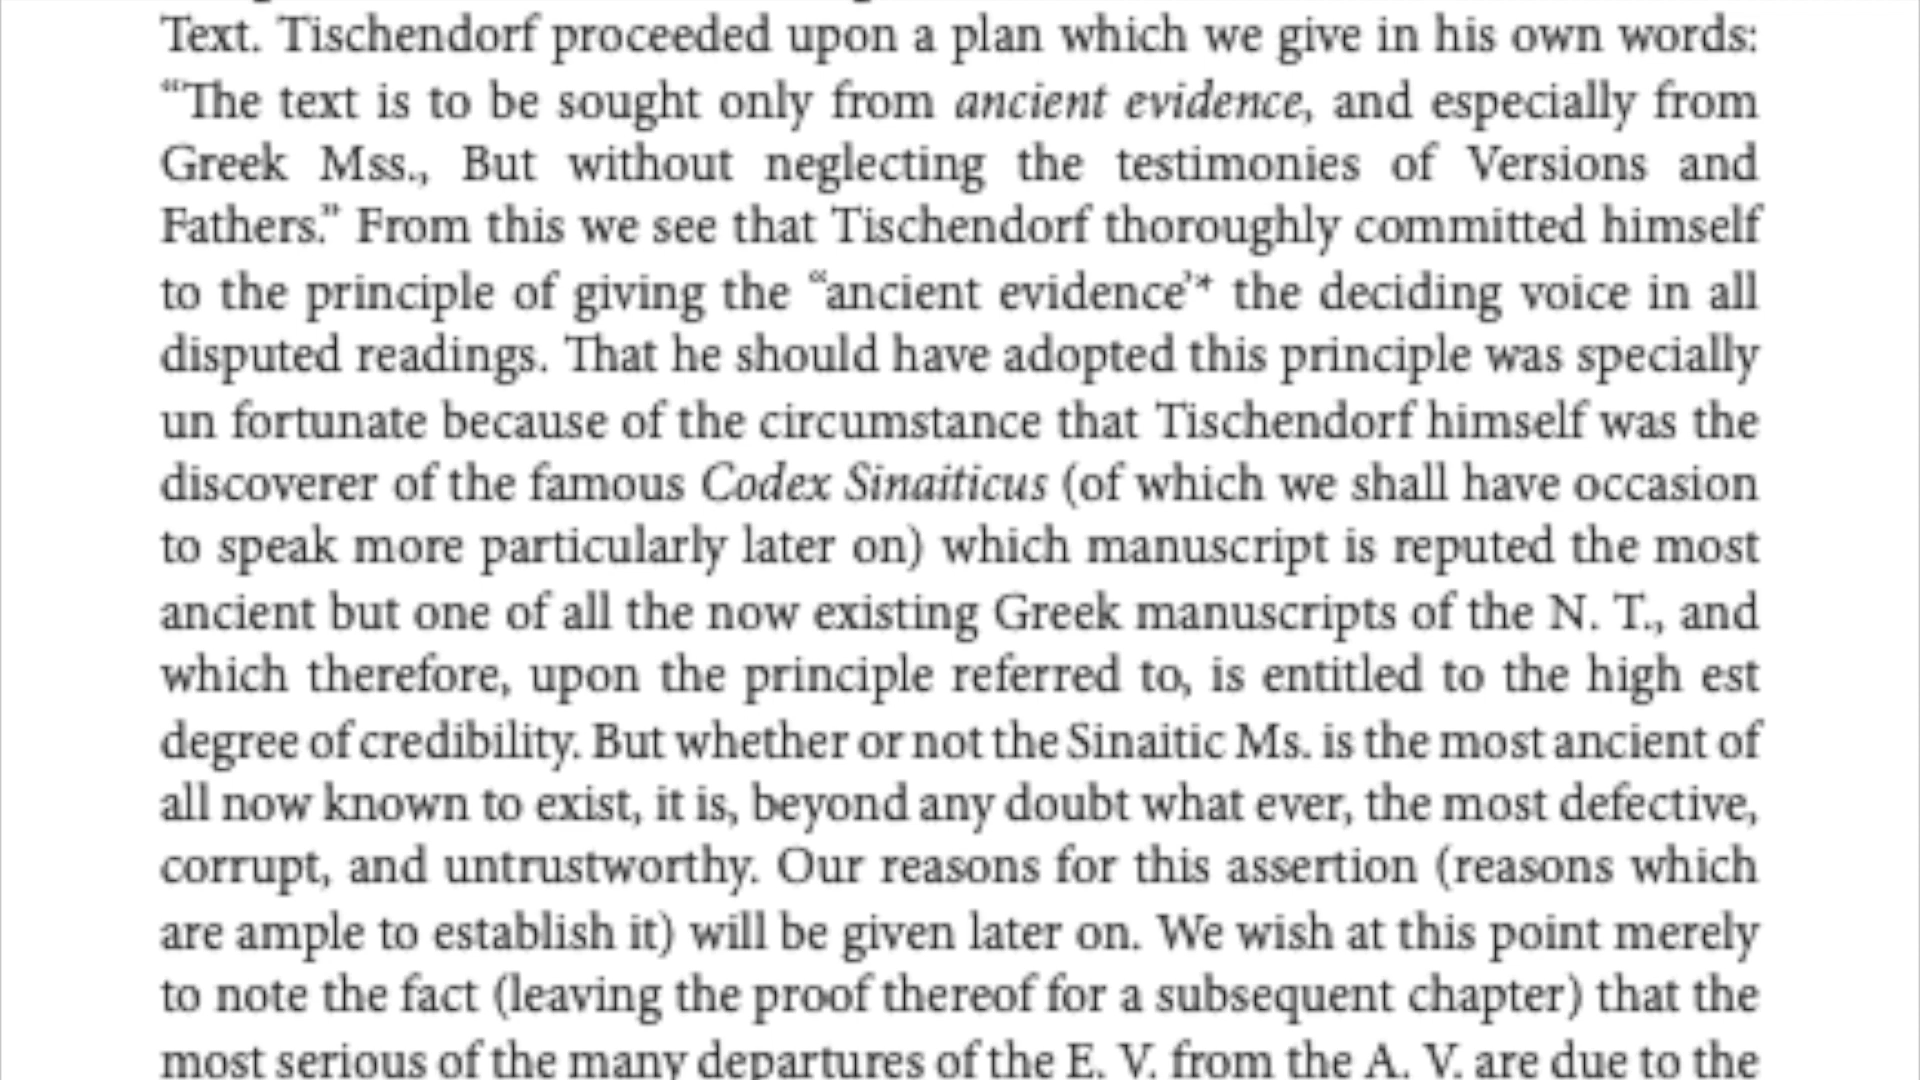 Text. Tischendorf proceeded upon a plan which we give in his own words:
“The text is to be sought only from ancient evidence, and especially from
Greek Mss., But without neglecting the testimonies of Versions and
Fathers.” From this we see that Tischendorf thoroughly committed himself
to the principle of giving the “ancient evidence’* the deciding voice in all
disputed readings. That he should have adopted this principle was specially
un fortunate because of the circumstance that Tischendorf himself was the
discoverer of the famous Codex Sinaiticus (of which we shall have occasion
to speak more particularly later on) which manuscript is reputed the most
ancient but one of all the now existing Greek manuscripts of the N. T., and
which therefore, upon the principle referred to, is entitled to the high est
degree of credibility. But whether or not the Sinaitic Ms. is the most ancient of
all now known to exist, it is, beyond any doubt what ever, the most defective,
corrupt, and untrustworthy. Our reasons for this assertion (reasons which
are ample to establish it) will be given later on. We wish at this point merely
to note the fact (leaving the proof thereof for a subsequent chapter) that the
most serious of the many departures of the E. V. from the A. V. are due to the